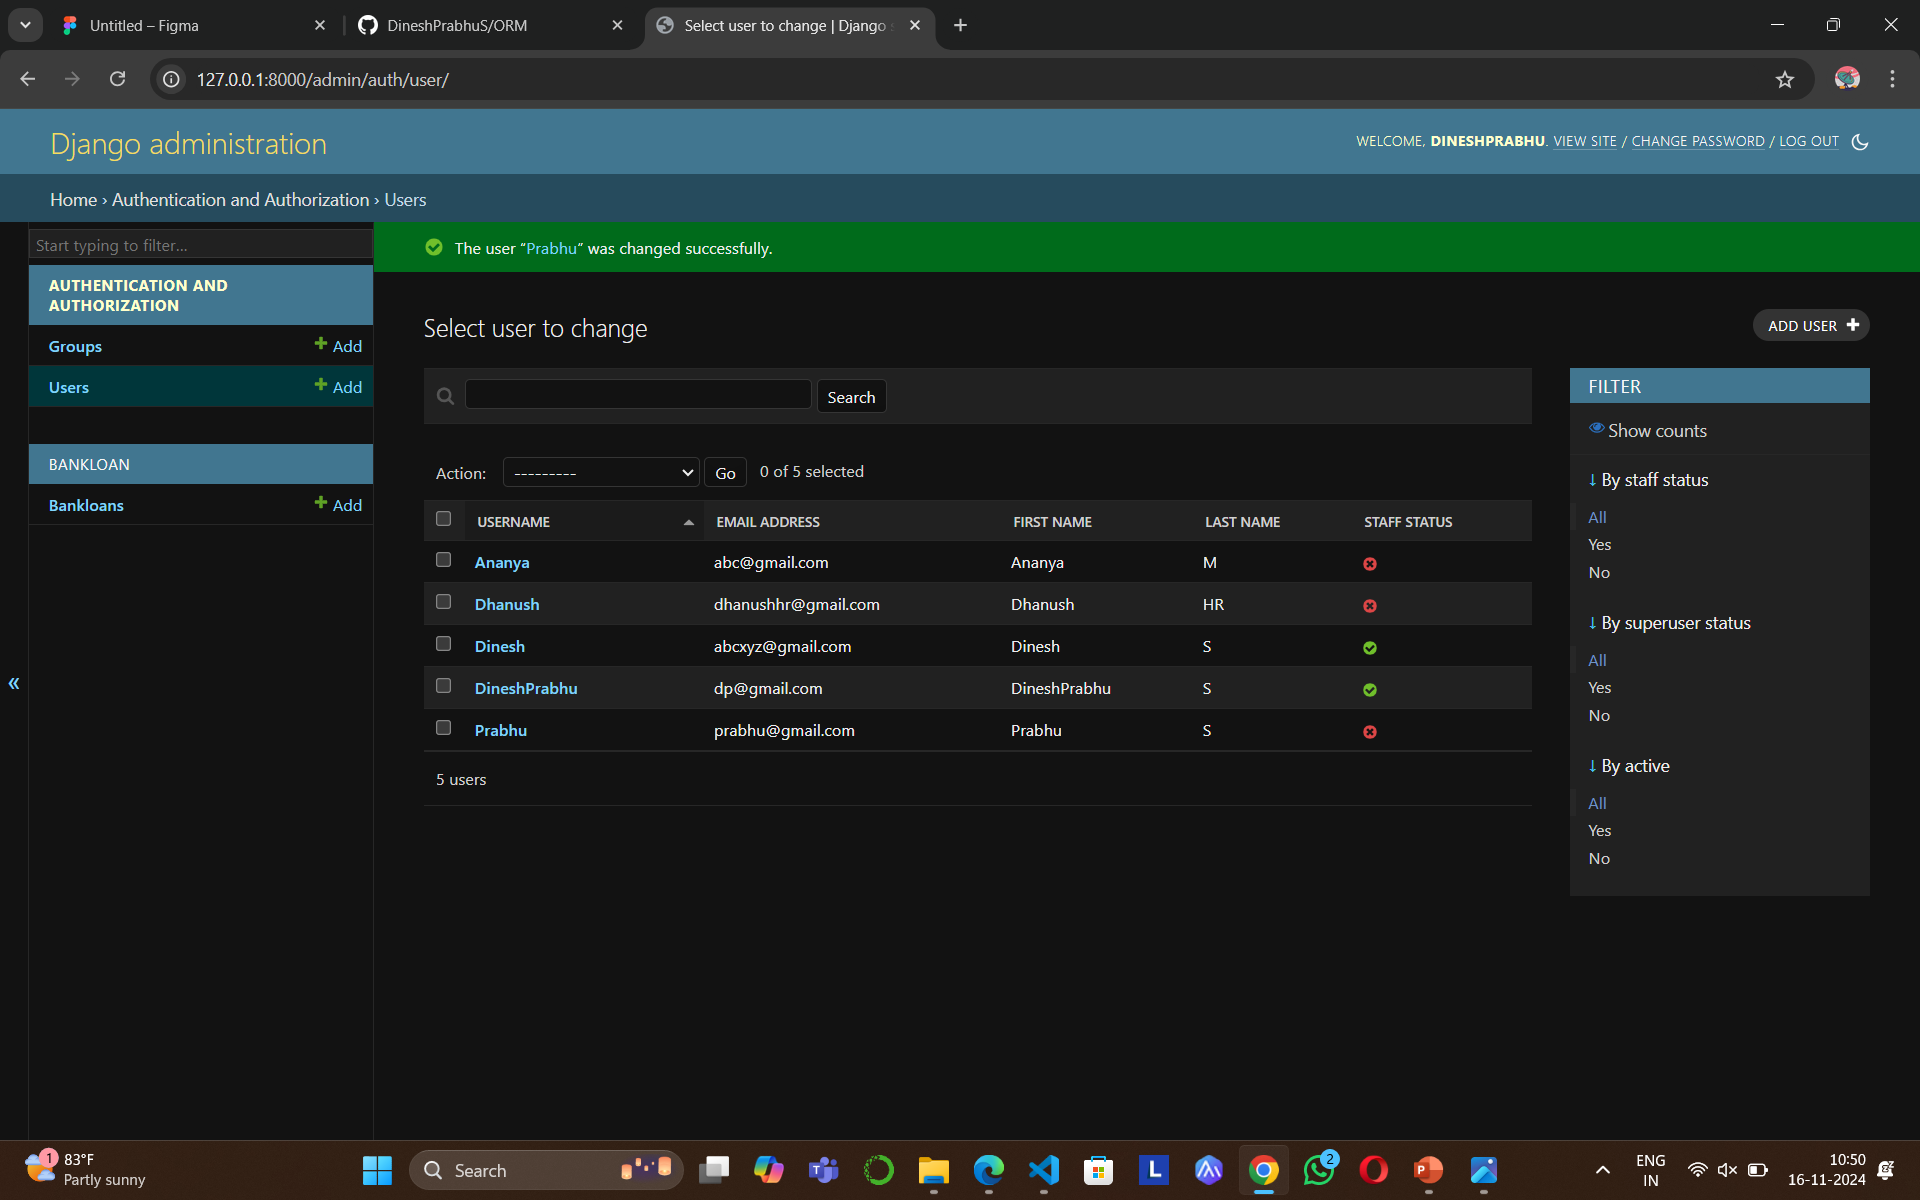 Untitled – Figma
DineshPrabhuS/ORM
Select user to change | Django s
127.0.0.1:8000/admin/auth/user/
Django administration
WELCOME, DINESHPRABHU. VIEW SITE / CHANGE PASSWORD / LOG OUT
Home › Authentication and Authorization › Users
Start typing to filter...
AUTHENTICATION AND
AUTHORIZATION
Groups
Add
Users
Add
BANKLOAN
Bankloans
Add
«
The user “Prabhu” was changed successfully.
Select user to change
ADD USER
Search
Action: --------- Go 0 of 5 selected
USERNAME EMAIL ADDRESS FIRST NAME LAST NAME STAFF STATUS
Ananya abc@gmail.com Ananya M
Dhanush dhanushhr@gmail.com Dhanush HR
Dinesh abcxyz@gmail.com Dinesh S
DineshPrabhu dp@gmail.com DineshPrabhu S
Prabhu prabhu@gmail.com Prabhu S
5 users
FILTER
Show counts
↓ By staff status
All
Yes
No
↓ By superuser status
All
Yes
No
↓ By active
All
Yes
No
1
83°F
Partly sunny
Search
T
L
2
P
ENG
IN
10:50
16-11-2024